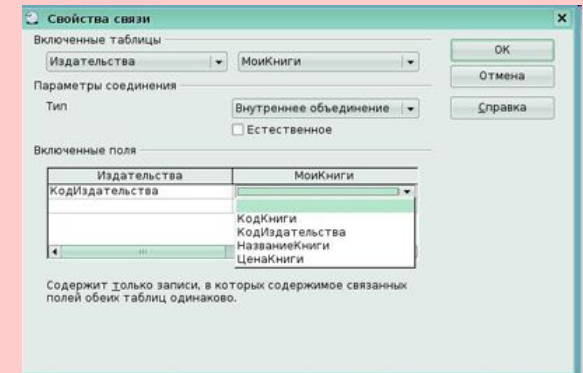 Свойства связи
Включенные таблицы
Издательства МоиКниги
OK
Отмена
Справка
Параметры соединения
Тип Внутреннее объединение
Естественное
Включенные поля
Издательства МоиКниги
КодИздательства
КодКниги
КодИздательства
НазваниеКниги
ЦенаКниги
Содержит только записи, в которых содержимое связанных
полей обеих таблиц одинаково.